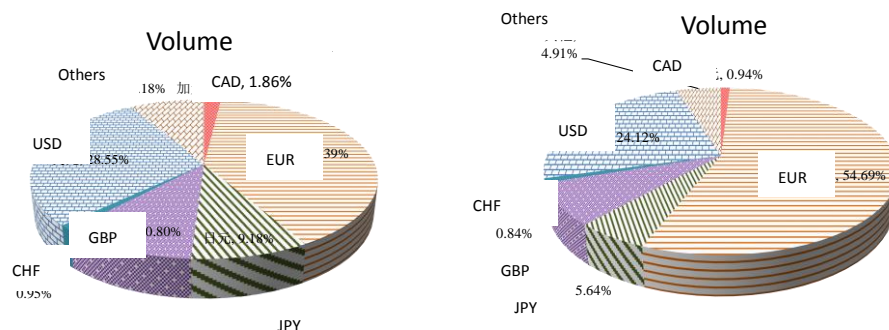 Volume
Others
.18%
加
CAD, 1.86%
USD
28.55%
EUR
39%
GBP
0.80%
日元, 9.18%
CHF
0.95%
JPY
Others
Volume
4.91%
CAD
, 0.94%
USD
24.12%
EUR
, 54.69%
CHF
0.84%
GBP
5.64%
JPY